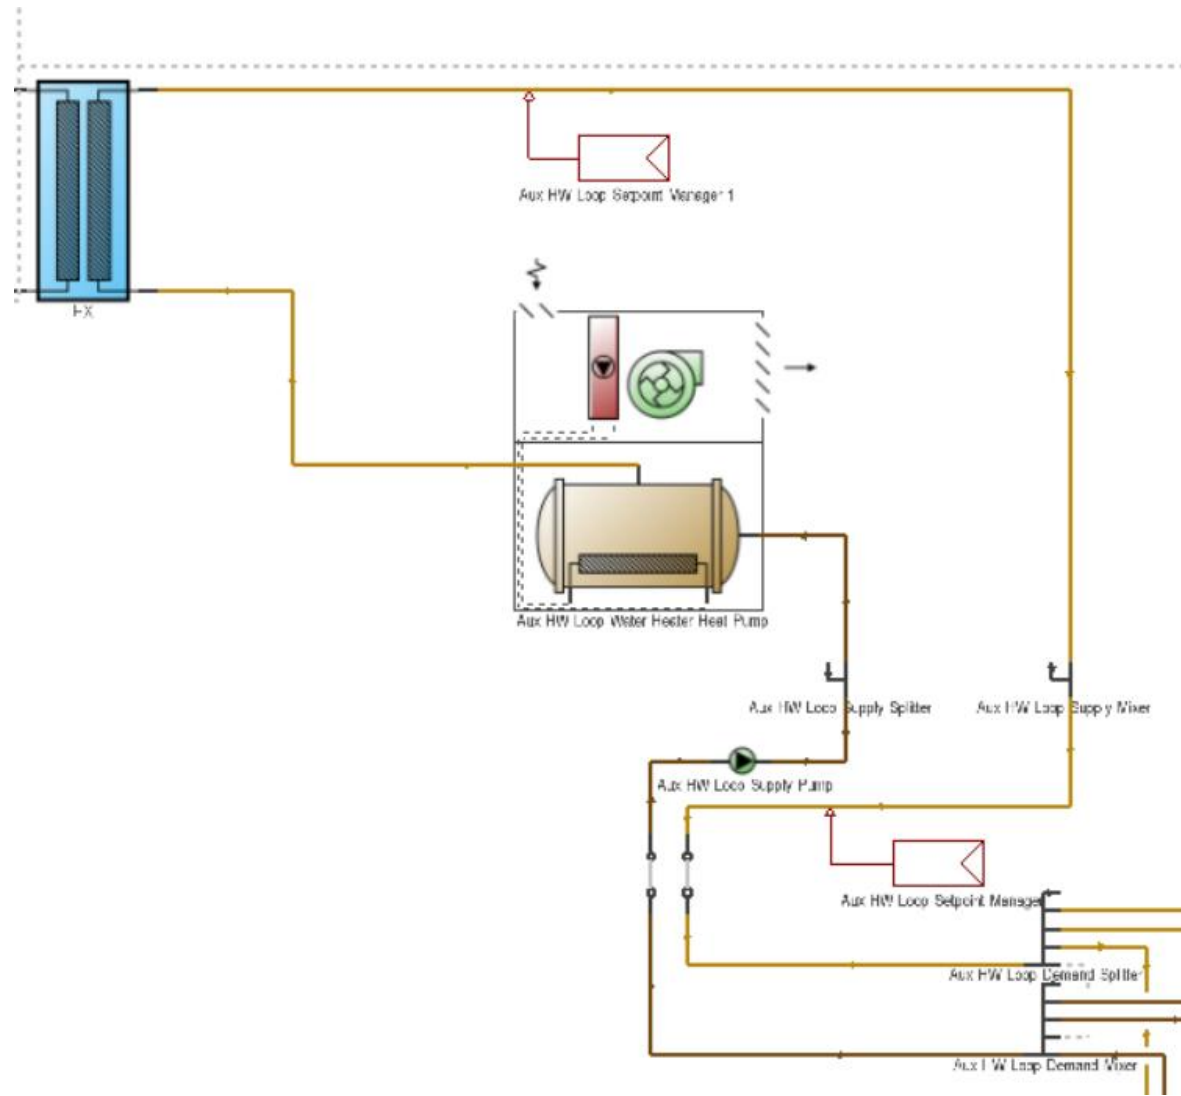 Aux HW Loop Setpoint Manager 1
HX
Aux HW Loop Water Heater Heat Pump
Aux HW Loop Supply Splitter
Aux HW Loop Supply Mixer
Aux HW Loop Supply Pump
Aux HW Loop Setpoint Manager
Aux HW Loop Demand Splitter
Aux HW Loop Demand Mixer